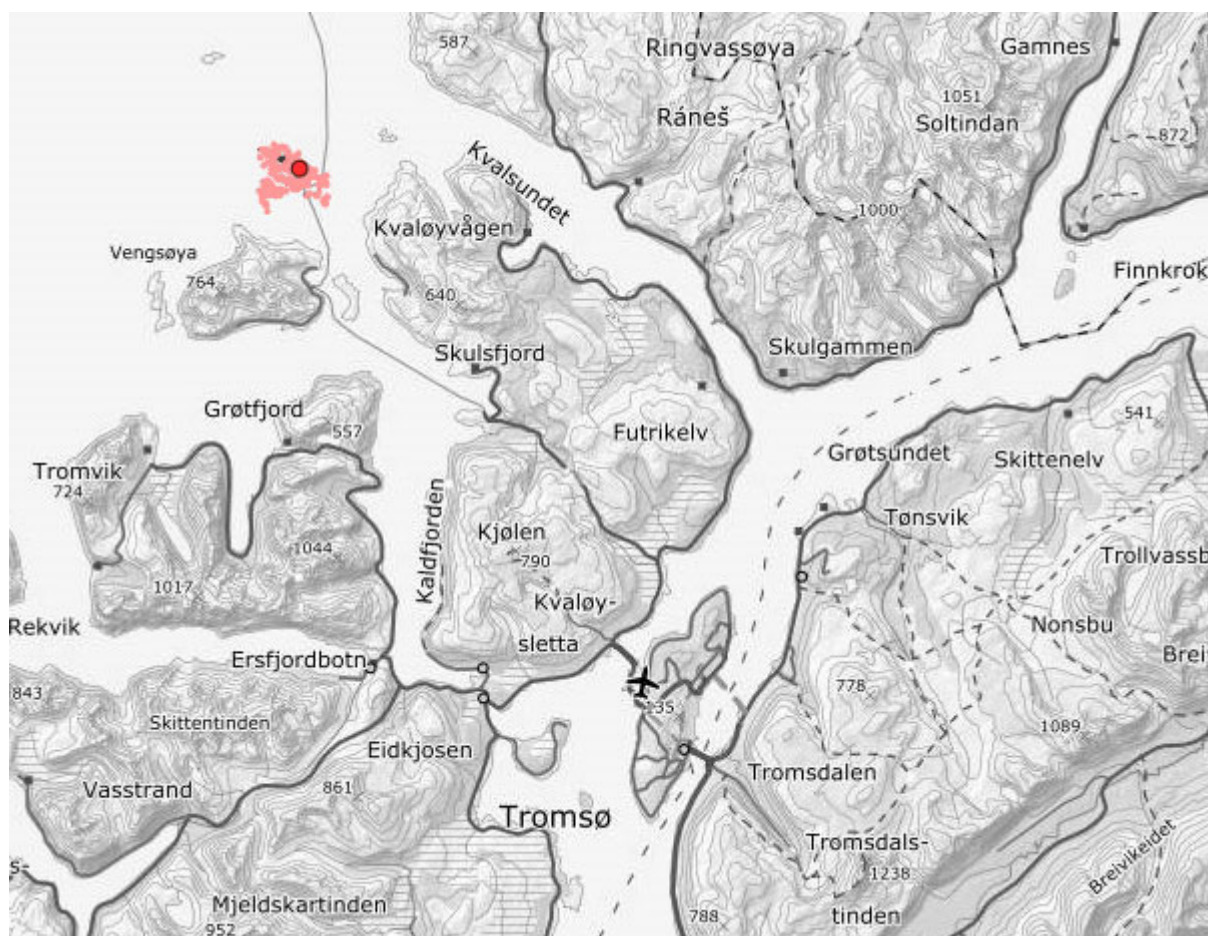 587
Ringvassøya
Gamnes
1051
Soltindan
Ráneš
872
Kvalsundet
1000
Kvaløyvågen
Vengsøya
764
640
Finnkrok
Skulsfjord
Skulgammen
Grøtfjord
557
541
Futrikelv
Grøtsundet
Skittenelv
Tromvik
724
Kaldfjorden
Kjølen
790
Tønsvik
1044
1017
Trollvassb
Kvaløy-
sletta
Rekvik
Nonsbu
Ersfjordbotn
Breiv
843
778
135
Skittentinden
1089
Eidkjosen
Tromsdalen
Vasstrand
861
Tromsø
Tromsdals-
tinden
1238
Breivikeidet
s-
Mjeldskartinden
952
788